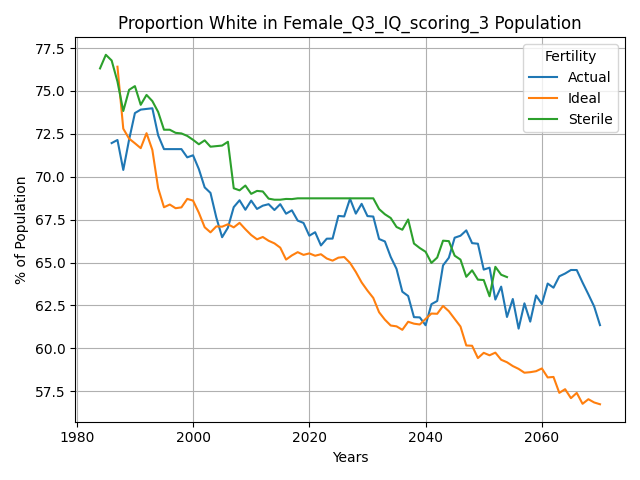 Proportion White in Female_Q3_IQ_scoring_3 Population
Fertility
Actual
Ideal
Sterile
% of Population
77.5
75.0
72.5
70.0
67.5
65.0
62.5
60.0
57.5
1980
2000
2020
2040
2060
Years